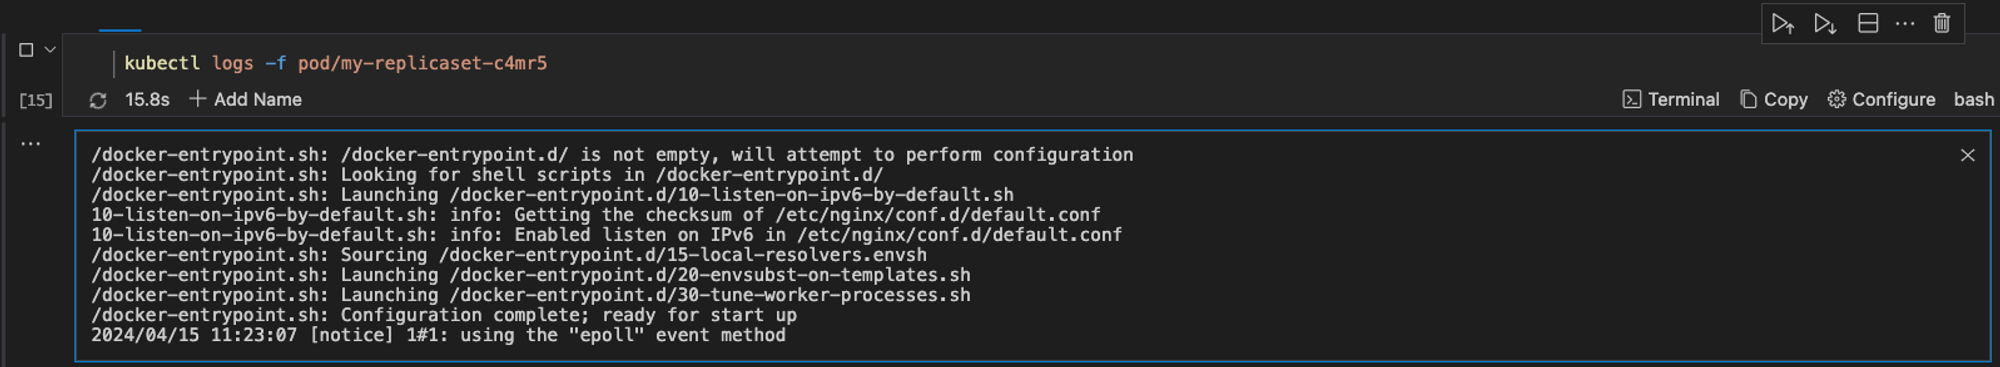 kubectl logs -f pod/my-replicaset-c4mr5
[15] 15.8s Add Name Terminal Copy Configure bash
/docker-entrypoint.sh: /docker-entrypoint.d/ is not empty, will attempt to perform configuration
/docker-entrypoint.sh: Looking for shell scripts in /docker-entrypoint.d/
/docker-entrypoint.sh: Launching /docker-entrypoint.d/10-listen-on-ipv6-by-default.sh
10-listen-on-ipv6-by-default.sh: info: Getting the checksum of /etc/nginx/conf.d/default.conf
10-listen-on-ipv6-by-default.sh: info: Enabled listen on IPv6 in /etc/nginx/conf.d/default.conf
/docker-entrypoint.sh: Sourcing /docker-entrypoint.d/15-local-resolvers.envsh
/docker-entrypoint.sh: Launching /docker-entrypoint.d/20-envsubst-on-templates.sh
/docker-entrypoint.sh: Launching /docker-entrypoint.d/30-tune-worker-processes.sh
/docker-entrypoint.sh: Configuration complete; ready for start up
2024/04/15 11:23:07 [notice] 1#1: using the "epoll" event method